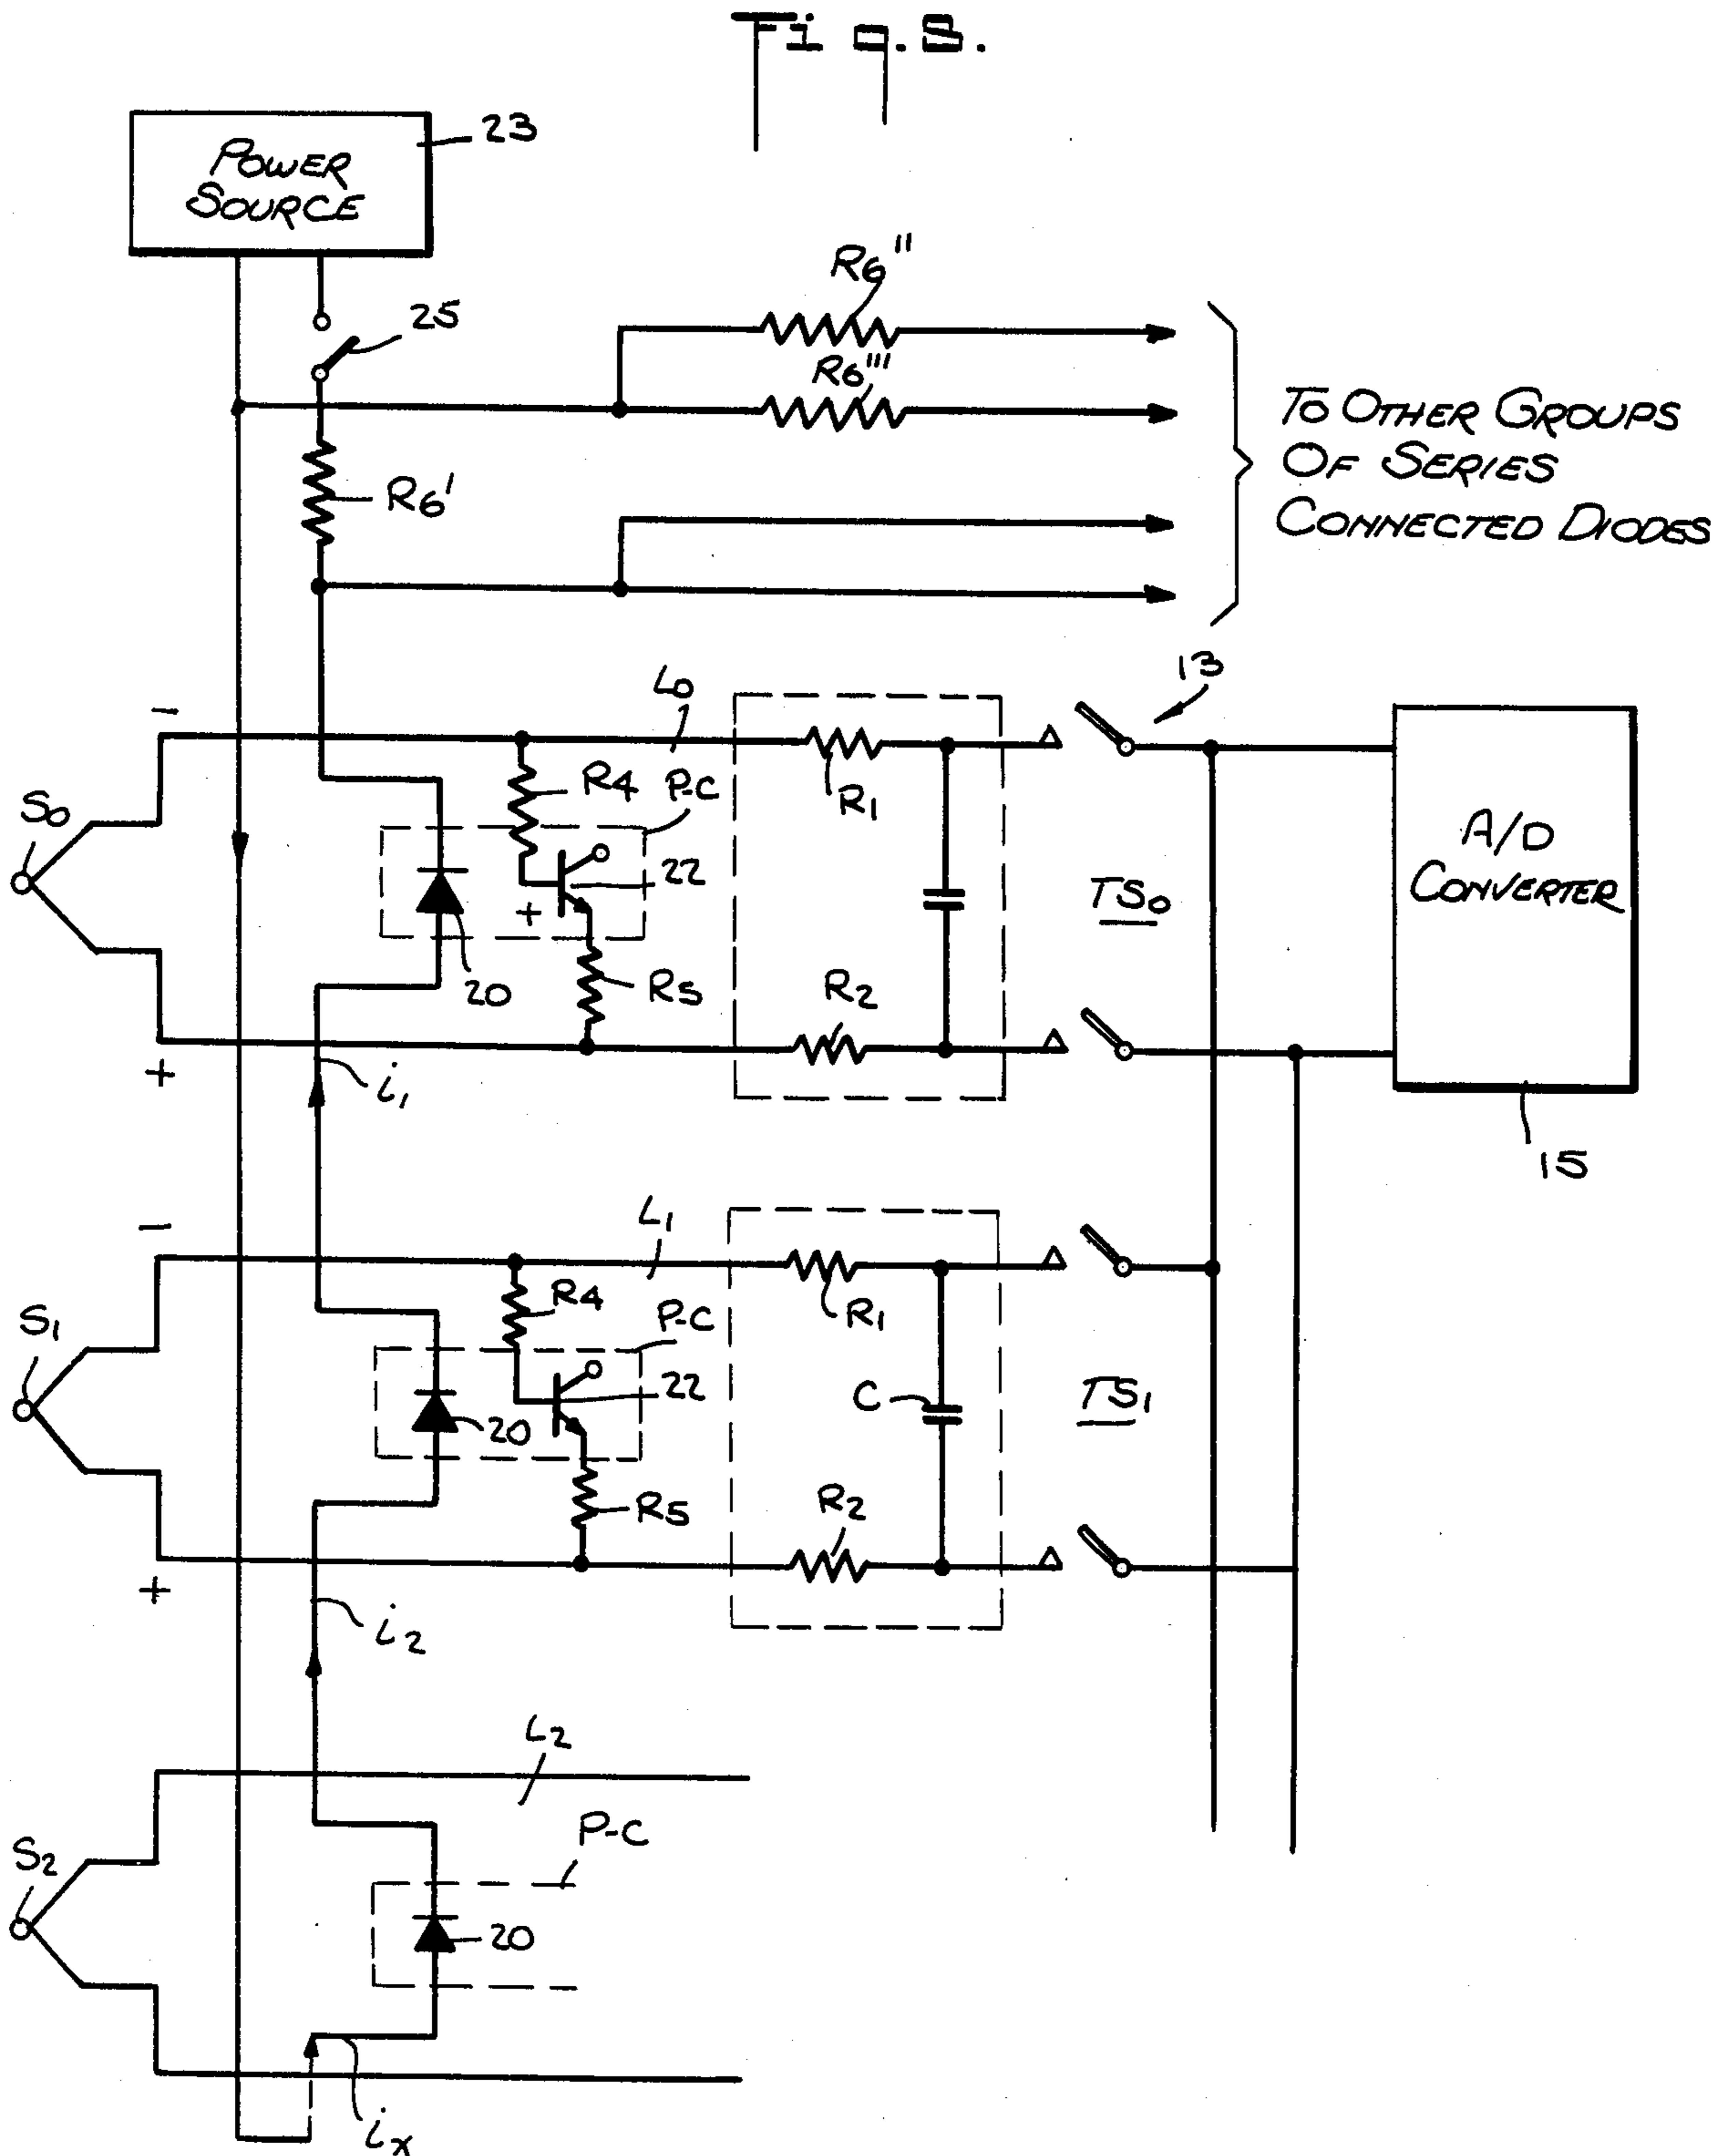 Fig. 3.
23
POWER
SOURCE
R6''
25
R6'''
TO OTHER GROUPS
OF SERIES
CONNECTED DIODES
R6'
13
L0
-
R4
P-C
R1
S0
A/D
CONVERTER
22
TS0
+
20
R5
R2
+
i1
15
-
L1
R4
P-C
R1
S1
22
C
TS1
20
R5
R2
+
i2
L2
P-C
S2
20
ix